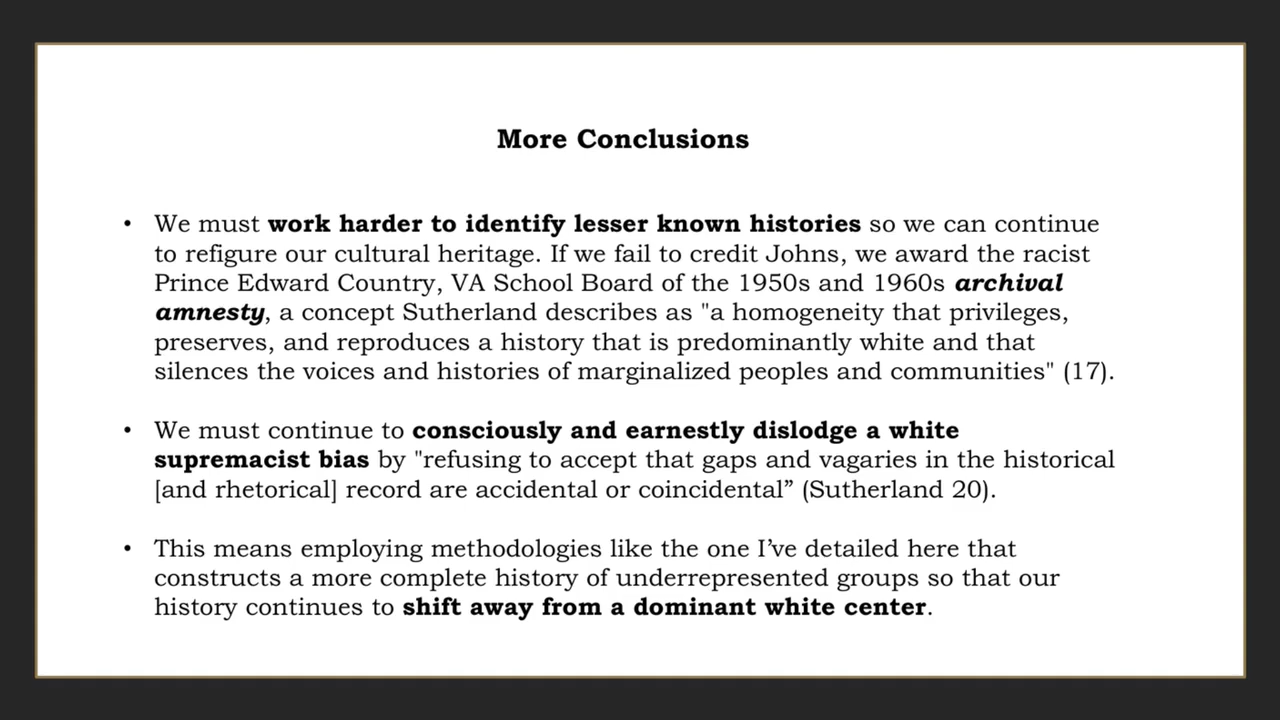 More Conclusions
• We must work harder to identify lesser known histories so we can continue
to refigure our cultural heritage. If we fail to credit Johns, we award the racist
Prince Edward Country, VA School Board of the 1950s and 1960s archival
amnesty, a concept Sutherland describes as "a homogeneity that privileges,
preserves, and reproduces a history that is predominantly white and that
silences the voices and histories of marginalized peoples and communities" (17).
• We must continue to consciously and earnestly dislodge a white
supremacist bias by "refusing to accept that gaps and vagaries in the historical
[and rhetorical] record are accidental or coincidental” (Sutherland 20).
• This means employing methodologies like the one I’ve detailed here that
constructs a more complete history of underrepresented groups so that our
history continues to shift away from a dominant white center.